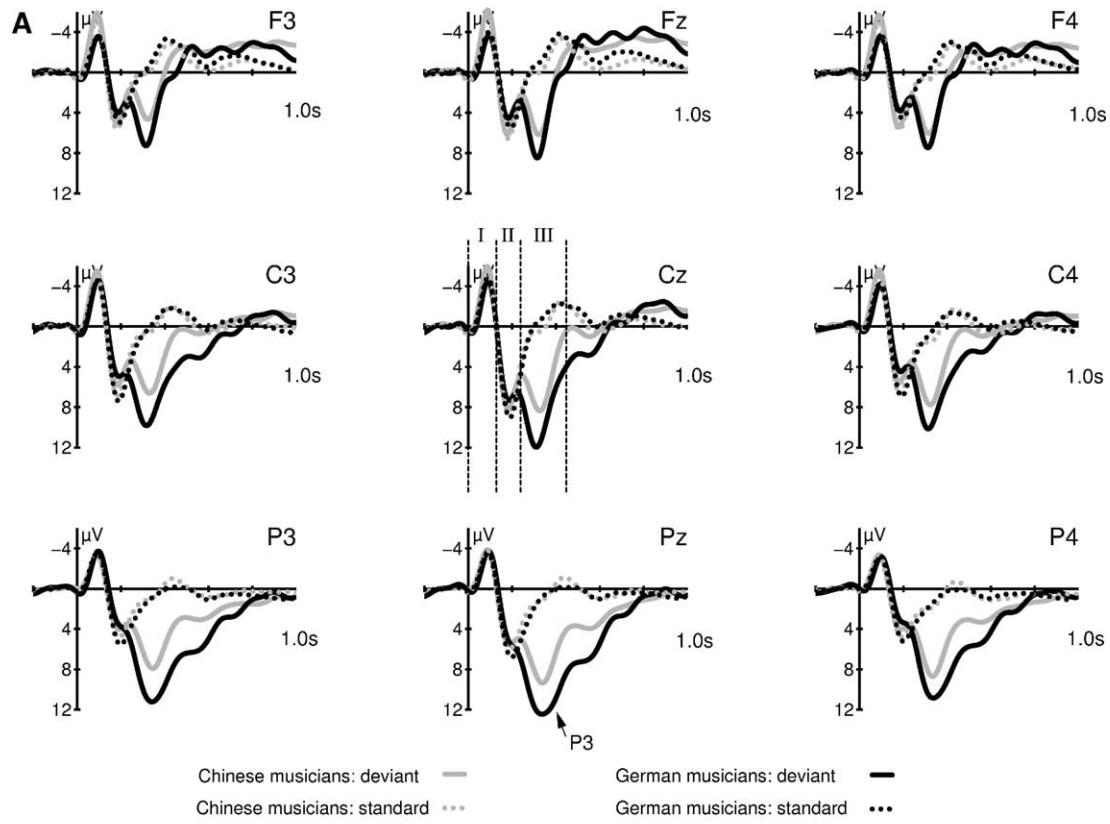 A
µV F3
-4
4
8
12
1.0s
µV Fz
-4
4
8
12
1.0s
µV F4
-4
4
8
12
1.0s
µV C3
-4
4
8
12
1.0s
I II III
µV Cz
-4
4
8
12
1.0s
µV C4
-4
4
8
12
1.0s
µV P3
-4
4
8
12
1.0s
µV Pz
-4
4
8
12
1.0s
P3
µV P4
-4
4
8
12
1.0s
Chinese musicians: deviant German musicians: deviant
Chinese musicians: standard German musicians: standard